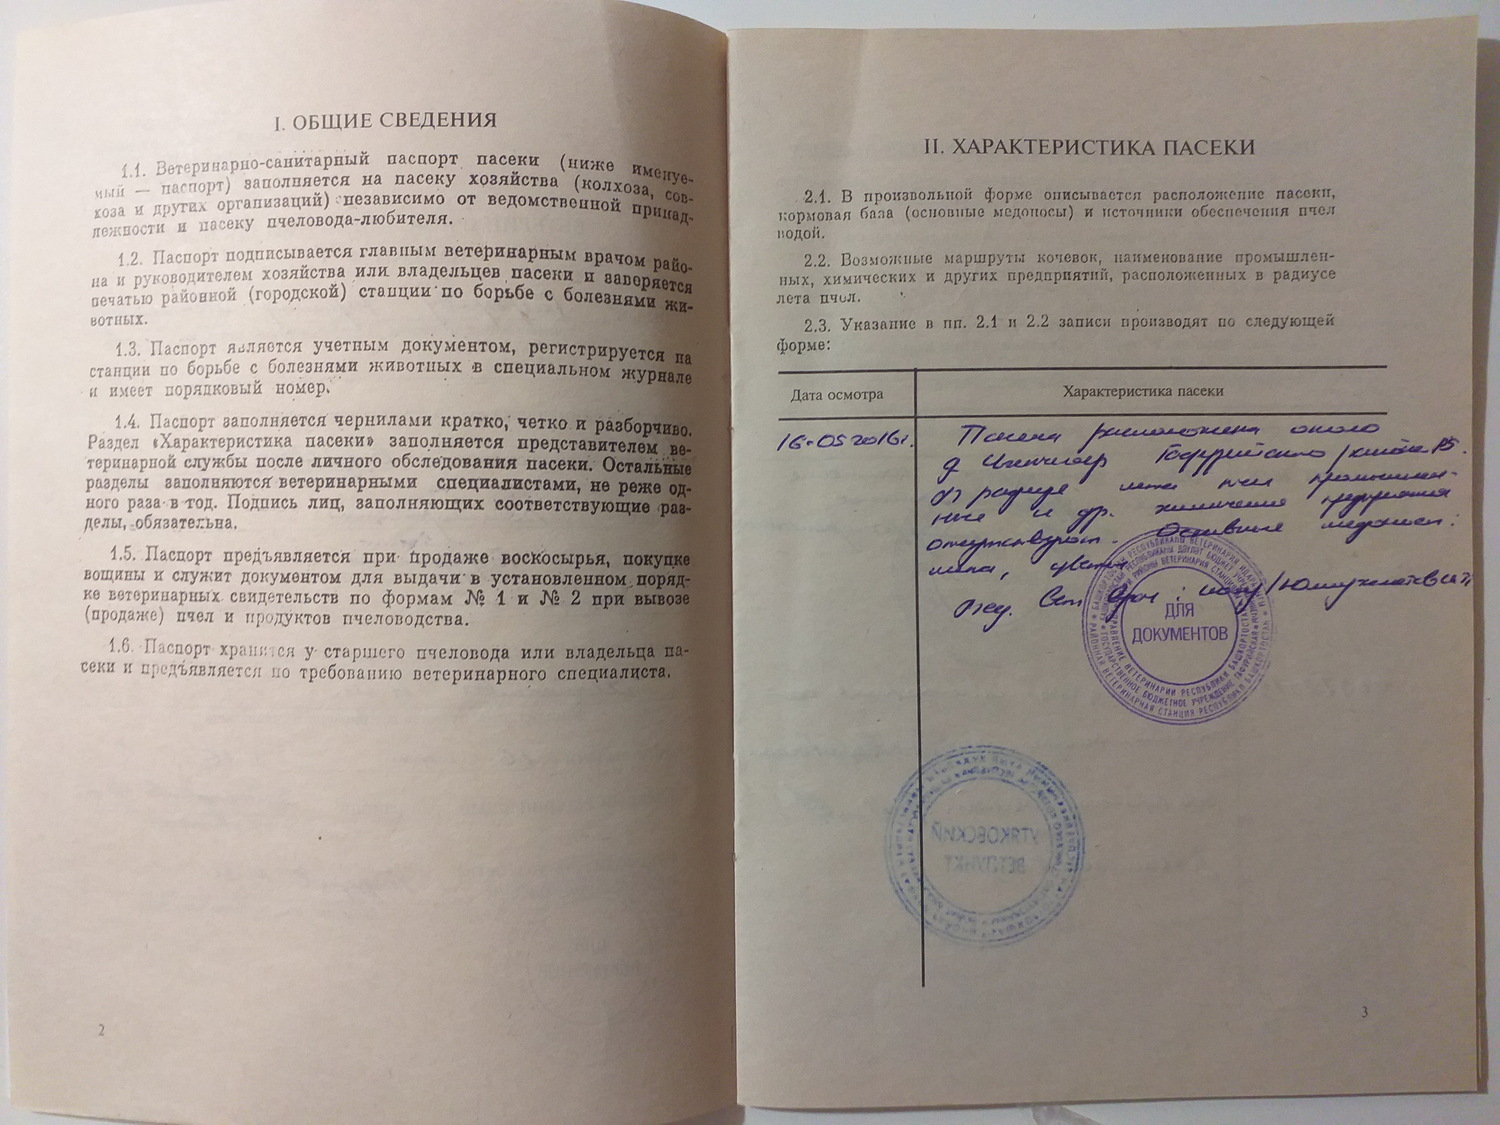 I. ОБЩИЕ СВЕДЕНИЯ
1.1. Ветеринарно-санитарный паспорт пасеки (ниже именуе-
мый — паспорт) заполняется на пасеку хозяйства (колхоза, сов-
хоза и других организаций) независимо от ведомственной принад-
лежности и пасеку пчеловода-любителя.
1.2. Паспорт подписывается главным ветеринарным врачом райо-
на и руководителем хозяйства или владельцев пасеки и заверяется
печатью районной (городской) станции по борьбе с болезнями жи-
вотных.
1.3. Паспорт является учетным документом, регистрируется на
станции по борьбе с болезнями животных в специальном журнале
и имеет порядковый номер.
1.4. Паспорт заполняется чернилами кратко, четко и разборчиво.
Раздел «Характеристика пасеки» заполняется представителем ве-
теринарной службы после личного обследования пасеки. Остальные
разделы заполняются ветеринарными специалистами, не реже од-
ного раза в год. Подпись лиц, заполняющих соответствующие раз-
делы, обязательна.
1.5. Паспорт предъявляется при продаже воскосырья, покупке
вощины и служит документом для выдачи в установленном поряд-
ке ветеринарных свидетельств по формам № 1 и № 2 при вывозе
(продаже) пчел и продуктов пчеловодства.
1.6. Паспорт хранится у старшего пчеловода или владельца па-
секи и предъявляется по требованию ветеринарного специалиста.
2
II. ХАРАКТЕРИСТИКА ПАСЕКИ
2.1. В произвольной форме описывается расположение пасеки,
кормовая база (основные медоносы) и источники обеспечения пчел
водой.
2.2. Возможные маршруты кочевок, наименование промышлен-
ных, химических и других предприятий, расположенных в радиусе
лета пчел.
2.3. Указание в пп. 2.1 и 2.2 записи производят по следующей
форме:
Дата осмотра Характеристика пасеки
16-05 2016г. Пасека расположена около
д. Гафурийского района РБ.
В радиусе лета пчел промышлен-
ные и др. химические предприятия
отсутствуют. Основные медоносы:
липа,
ДЛЯ
ДОКУМЕНТОВ
УТЯКОВСКИЙ
ВЕТПУНКТ
3